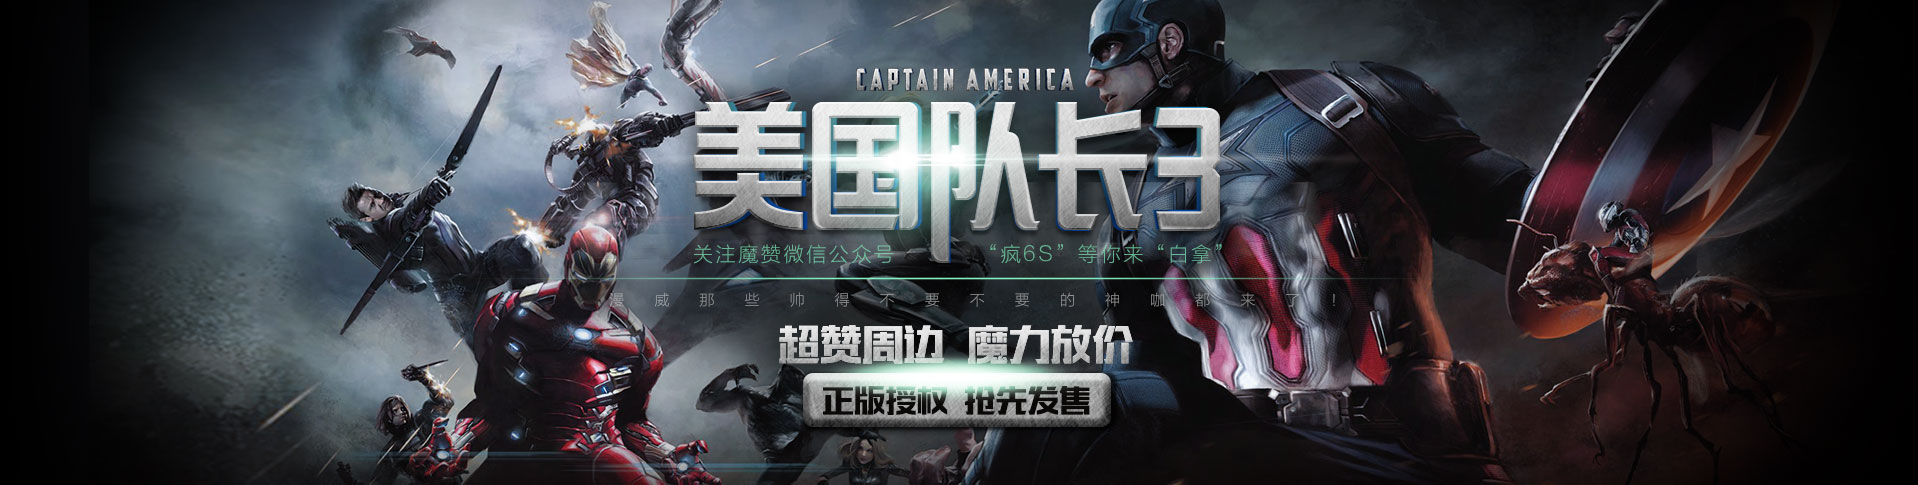 CAPTAIN AMERICA
美国队长3
关注魔赞微信公众号 “疯6S”等你来“白拿”
漫威那些帅得不要不要的神咖都来了！
超赞周边 魔力放价
正版授权 抢先发售